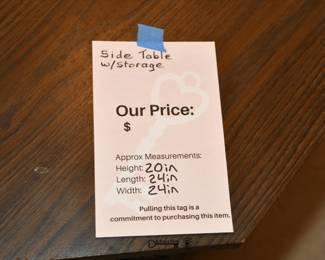 Side Table
w/storage
Our Price:
$
Approx Measurements:
Height: 20in
Length: 24in
Width: 24in
Pulling this tag is a
commitment to purchasing this item.